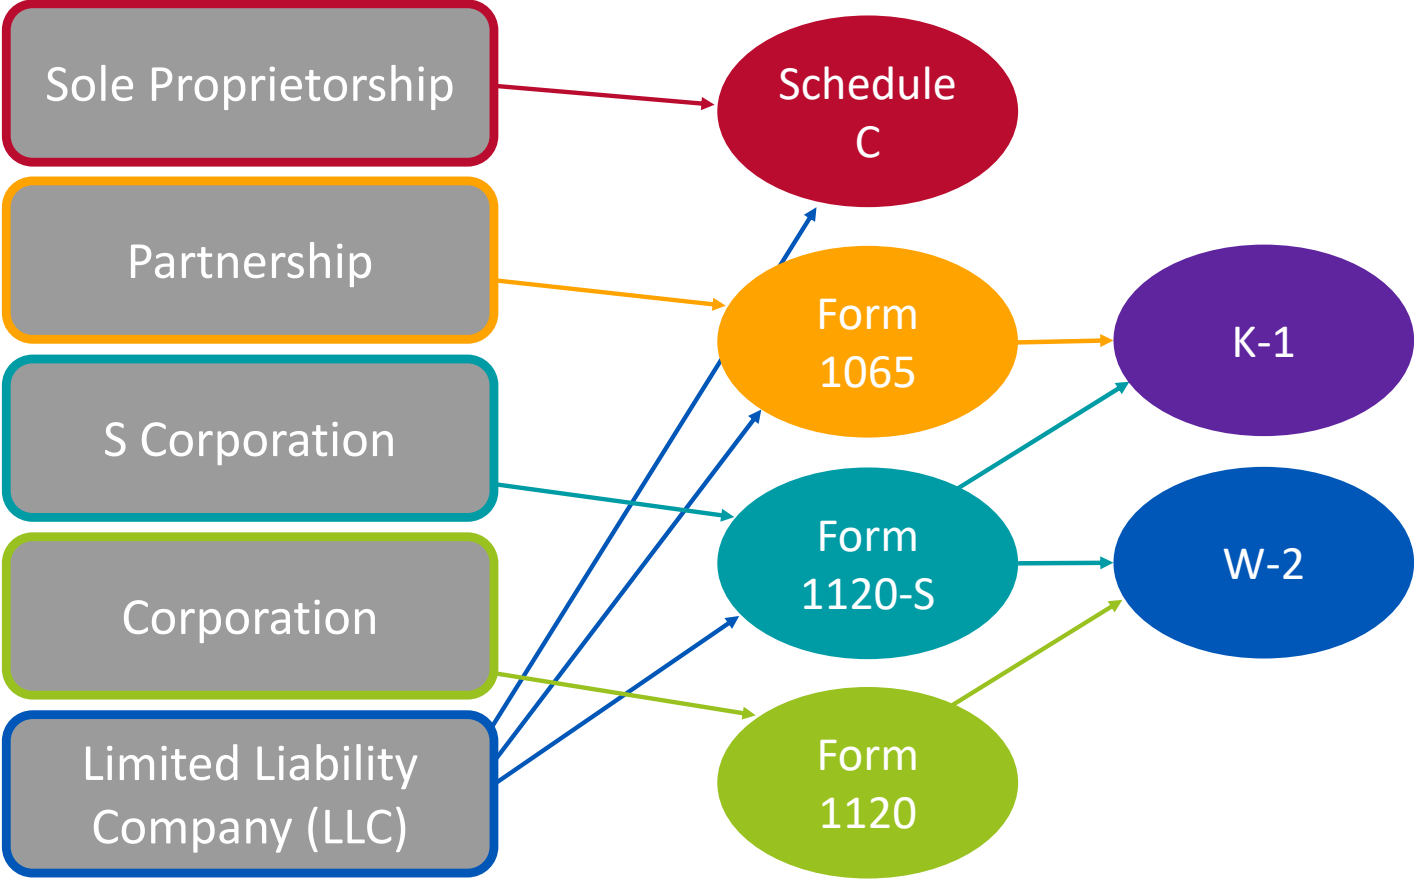 Sole Proprietorship
Partnership
S Corporation
Corporation
Limited Liability
Company (LLC)
Schedule
C
Form
1065
Form
1120-S
Form
1120
K-1
W-2